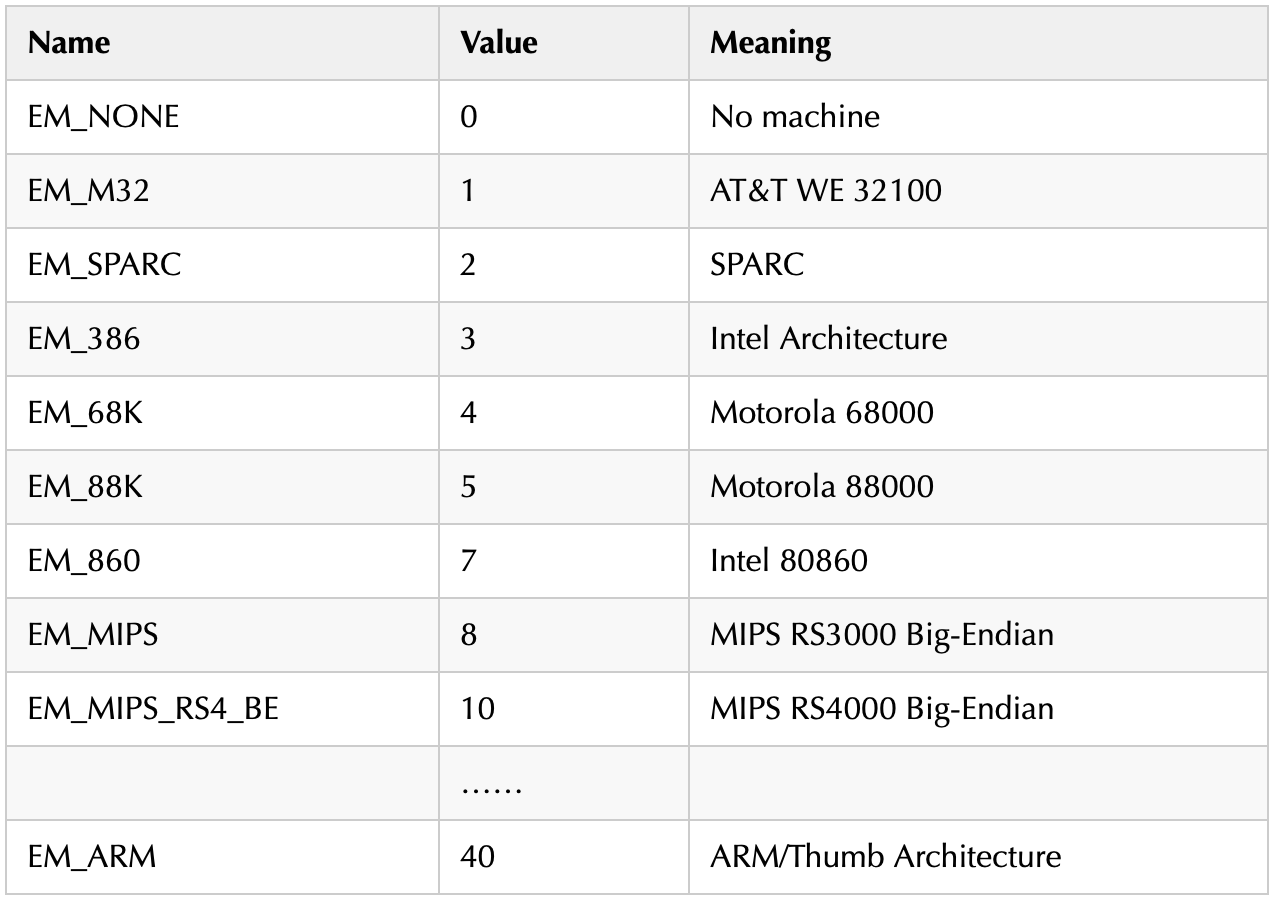 Name Value Meaning
EM_NONE 0 No machine
EM_M32 1 AT&T WE 32100
EM_SPARC 2 SPARC
EM_386 3 Intel Architecture
EM_68K 4 Motorola 68000
EM_88K 5 Motorola 88000
EM_860 7 Intel 80860
EM_MIPS 8 MIPS RS3000 Big-Endian
EM_MIPS_RS4_BE 10 MIPS RS4000 Big-Endian
......
EM_ARM 40 ARM/Thumb Architecture